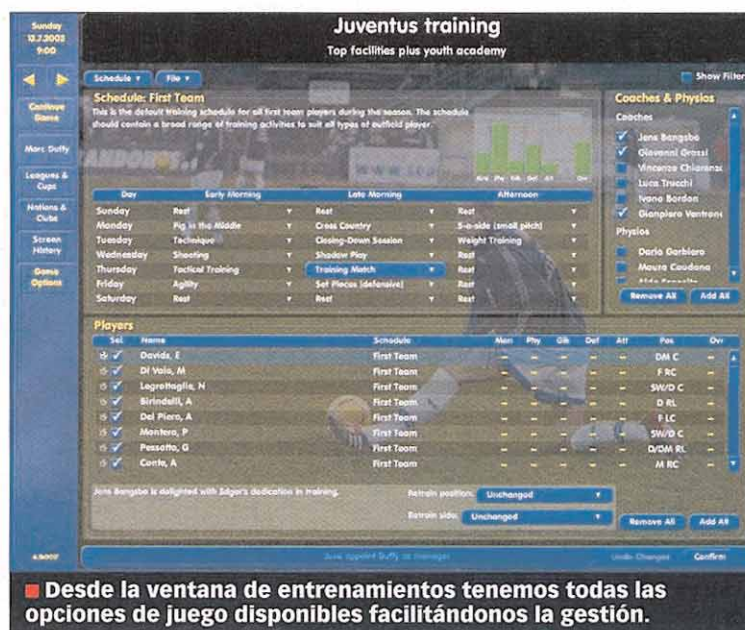 Sunday
13.7.2003
9:00
Juventus training
Top facilities plus youth academy
Schedule File
Show Filter
Continue
Game
Marc Duffy
Leagues &
Cups
Nations &
Clubs
Screen
History
Game
Options
Schedule: First Team
This is the default training schedule for all first team players during the season. The schedule
should contain a broad range of training activities to suit all types of outfield player.
Day Early Morning Late Morning Afternoon
Sunday Rest Rest Rest
Monday Pig in the Middle Cross Country 5-a-side (small pitch)
Tuesday Technique Closing-Down Session Weight Training
Wednesday Shooting Shadow Play Rest
Thursday Tactical Training Training Match Rest
Friday Agility Set Pieces (defensive) Rest
Saturday Rest Rest Rest
Coaches & Physios
Coaches
Jens Bangsbo
Giovanni Grassi
Vincenzo
Luca Trucchi
Ivano Bordon
Gianpiero Ventrone
Physios
Dario Garbiero
Remove All Add All
Players
Sel Name Schedule Men Phy Glk Def Att Pos Ovr
Davids, E First Team - - - - - DM C -
Di Vaio, M First Team - - - - - F RC -
Legrottaglie, N First Team - - - - - SW/D C -
Birindelli, A First Team - - - - - D RL -
Del Piero, A First Team - - - - - F LC -
Montero, P First Team - - - - - SW/D C -
Pessotto, G First Team - - - - - D/DM RL -
Conte, A First Team - - - - - M RC -
Jens Bangsbo is delighted with Edgar's dedication in training.
Retrain position: Unchanged
Retrain side: Unchanged
Remove All Add All
Juve appoint Duffy as manager
Undo Changes Confirm
Desde la ventana de entrenamientos tenemos todas las
opciones de juego disponibles facilitándonos la gestión.